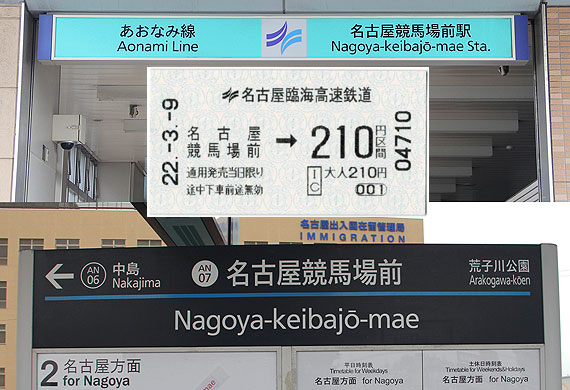 あおなみ線
Aonami Line
名古屋競馬場前駅
Nagoya-keibajō-mae Sta.
名古屋臨海高速鉄道
22.-3.-9
名古屋
競馬場前
➞ 210円区間
通用発売当日限り
途中下車前途無効
IC
大人210円
001
04710
名古屋出入国在留管理局
IMMIGRATION
← AN06 中島
Nakajima
AN07 名古屋競馬場前
荒子川公園
Arakogawa-kōen
Nagoya-keibajō-mae
2 名古屋方面
for Nagoya
平日時刻表
Timetable for Weekdays
名古屋方面 for Nagoya
土休日時刻表
Timetable for Weekends&Holidays
名古屋方面 for Nagoya